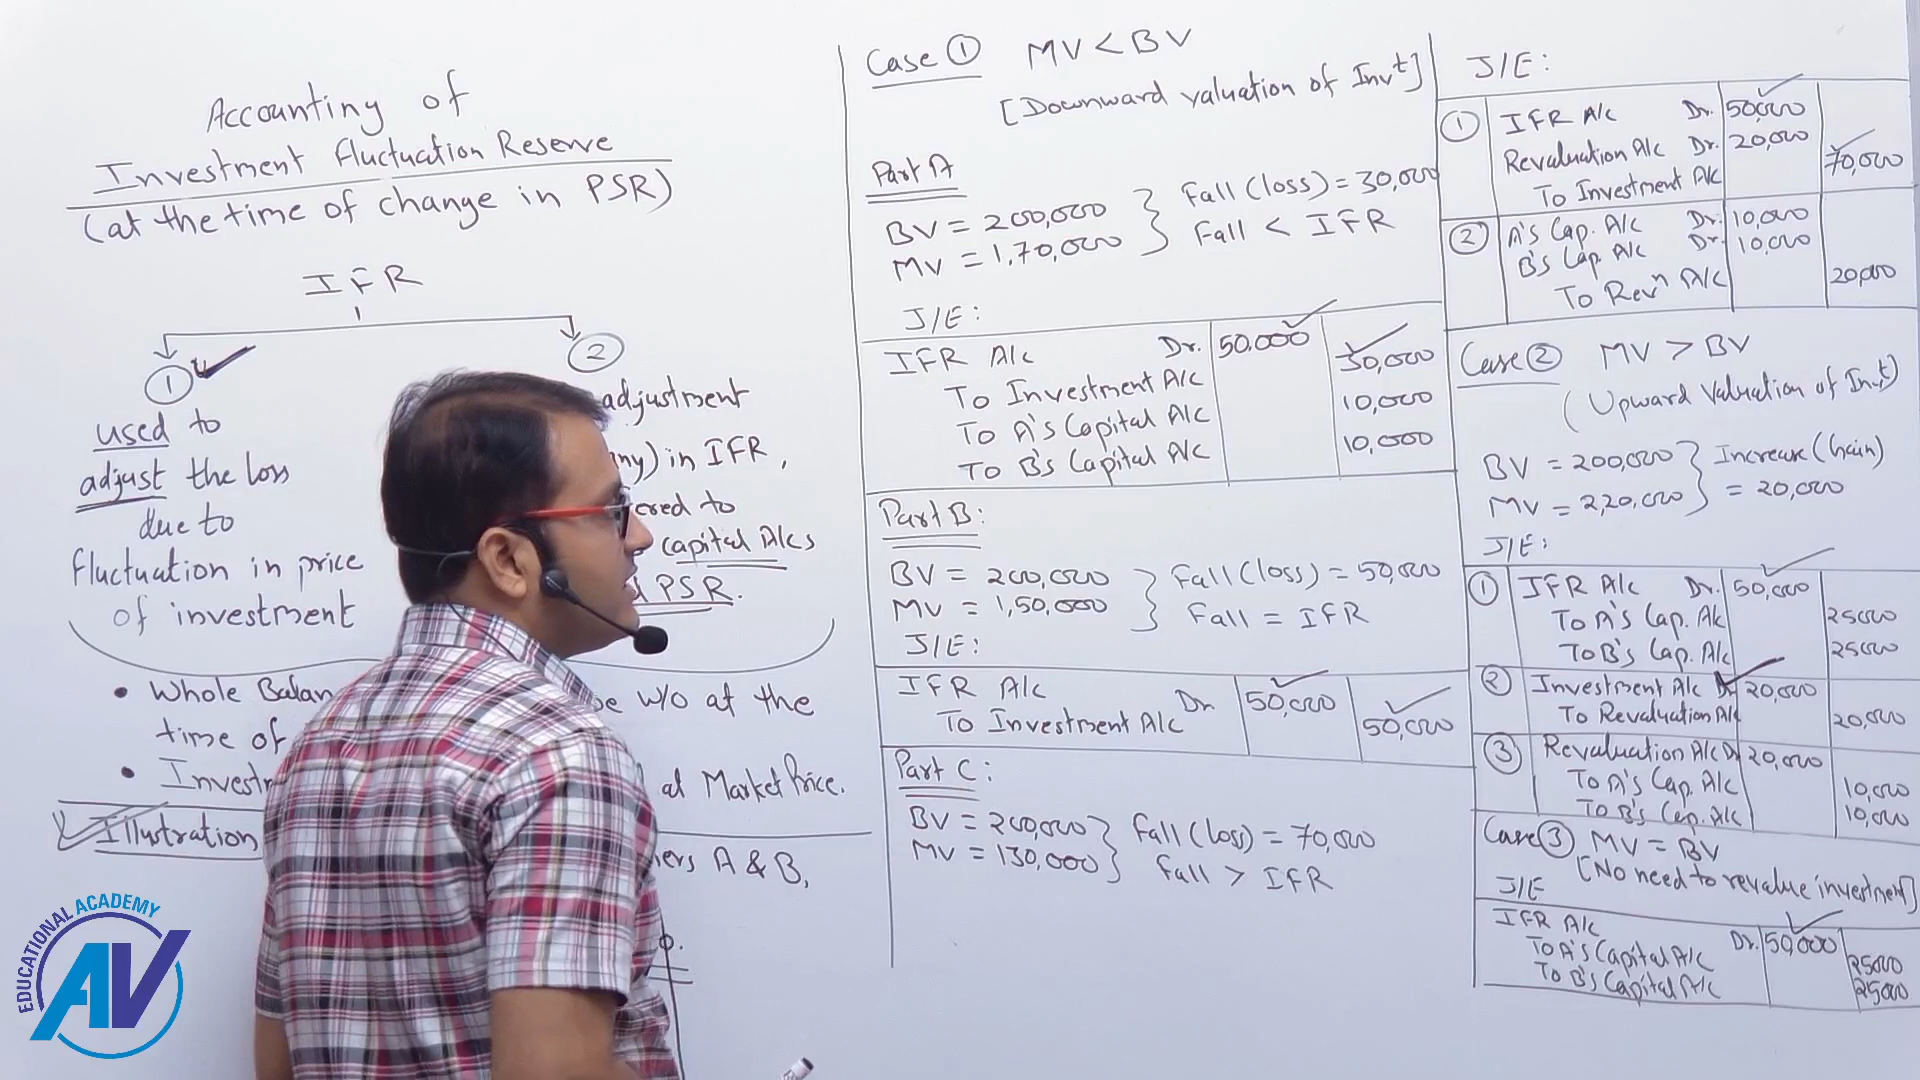 Accounting of
Investment Fluctuation Reserve
(at the time of change in PSR)
IFR
1
2
used to
adjust the loss
due to
fluctuation in price
of investment
adjustment
in IFR,
to
capital A/cs
PSR.
• Whole w/o at the
time of
• at Market Price.
Illustration
A & B,
EDUCATIONAL ACADEMY
AV
Case 1 MV < BV
[Downward valuation of Invt]
Part A
BV = 200,000
MV = 1,70,000
Fall (loss) = 30,000
Fall < IFR
J/E:
IFR A/c Dr. 50,000
To Investment A/c 30,000
To A's Capital A/c 10,000
To B's Capital A/c 10,000
Part B:
BV = 200,000
MV = 1,50,000
Fall (loss) = 50,000
Fall = IFR
J/E:
IFR A/c Dr 50,000
To Investment A/c 50,000
Part C:
BV = 200,000
MV = 130,000
Fall (loss) = 70,000
Fall > IFR
J/E:
1 IFR A/c Dr. 50,000
Revaluation A/c Dr. 20,000
To Investment A/c 70,000
2 A's Cap. A/c Dr. 10,000
B's Cap A/c Dr. 10,000
To Revn A/c 20,000
Case 2 MV > BV
(Upward Valuation of Invt)
BV = 200,000
MV = 2,20,000
Increase (Gain)
= 20,000
J/E:
1 IFR A/c Dr. 50,000
To A's Cap. A/c 25000
To B's Cap. A/c 25000
2 Investment A/c Dr 20,000
To Revaluation A/c 20,000
3 Revaluation A/c Dr 20,000
To A's Cap. A/c 10,000
To B's Cap. A/c 10,000
Case 3 MV = BV
[No need to revalue investment]
J/E
IFR A/c Dr. 50,000
To A's Capital A/c 25000
To B's Capital A/c 25000